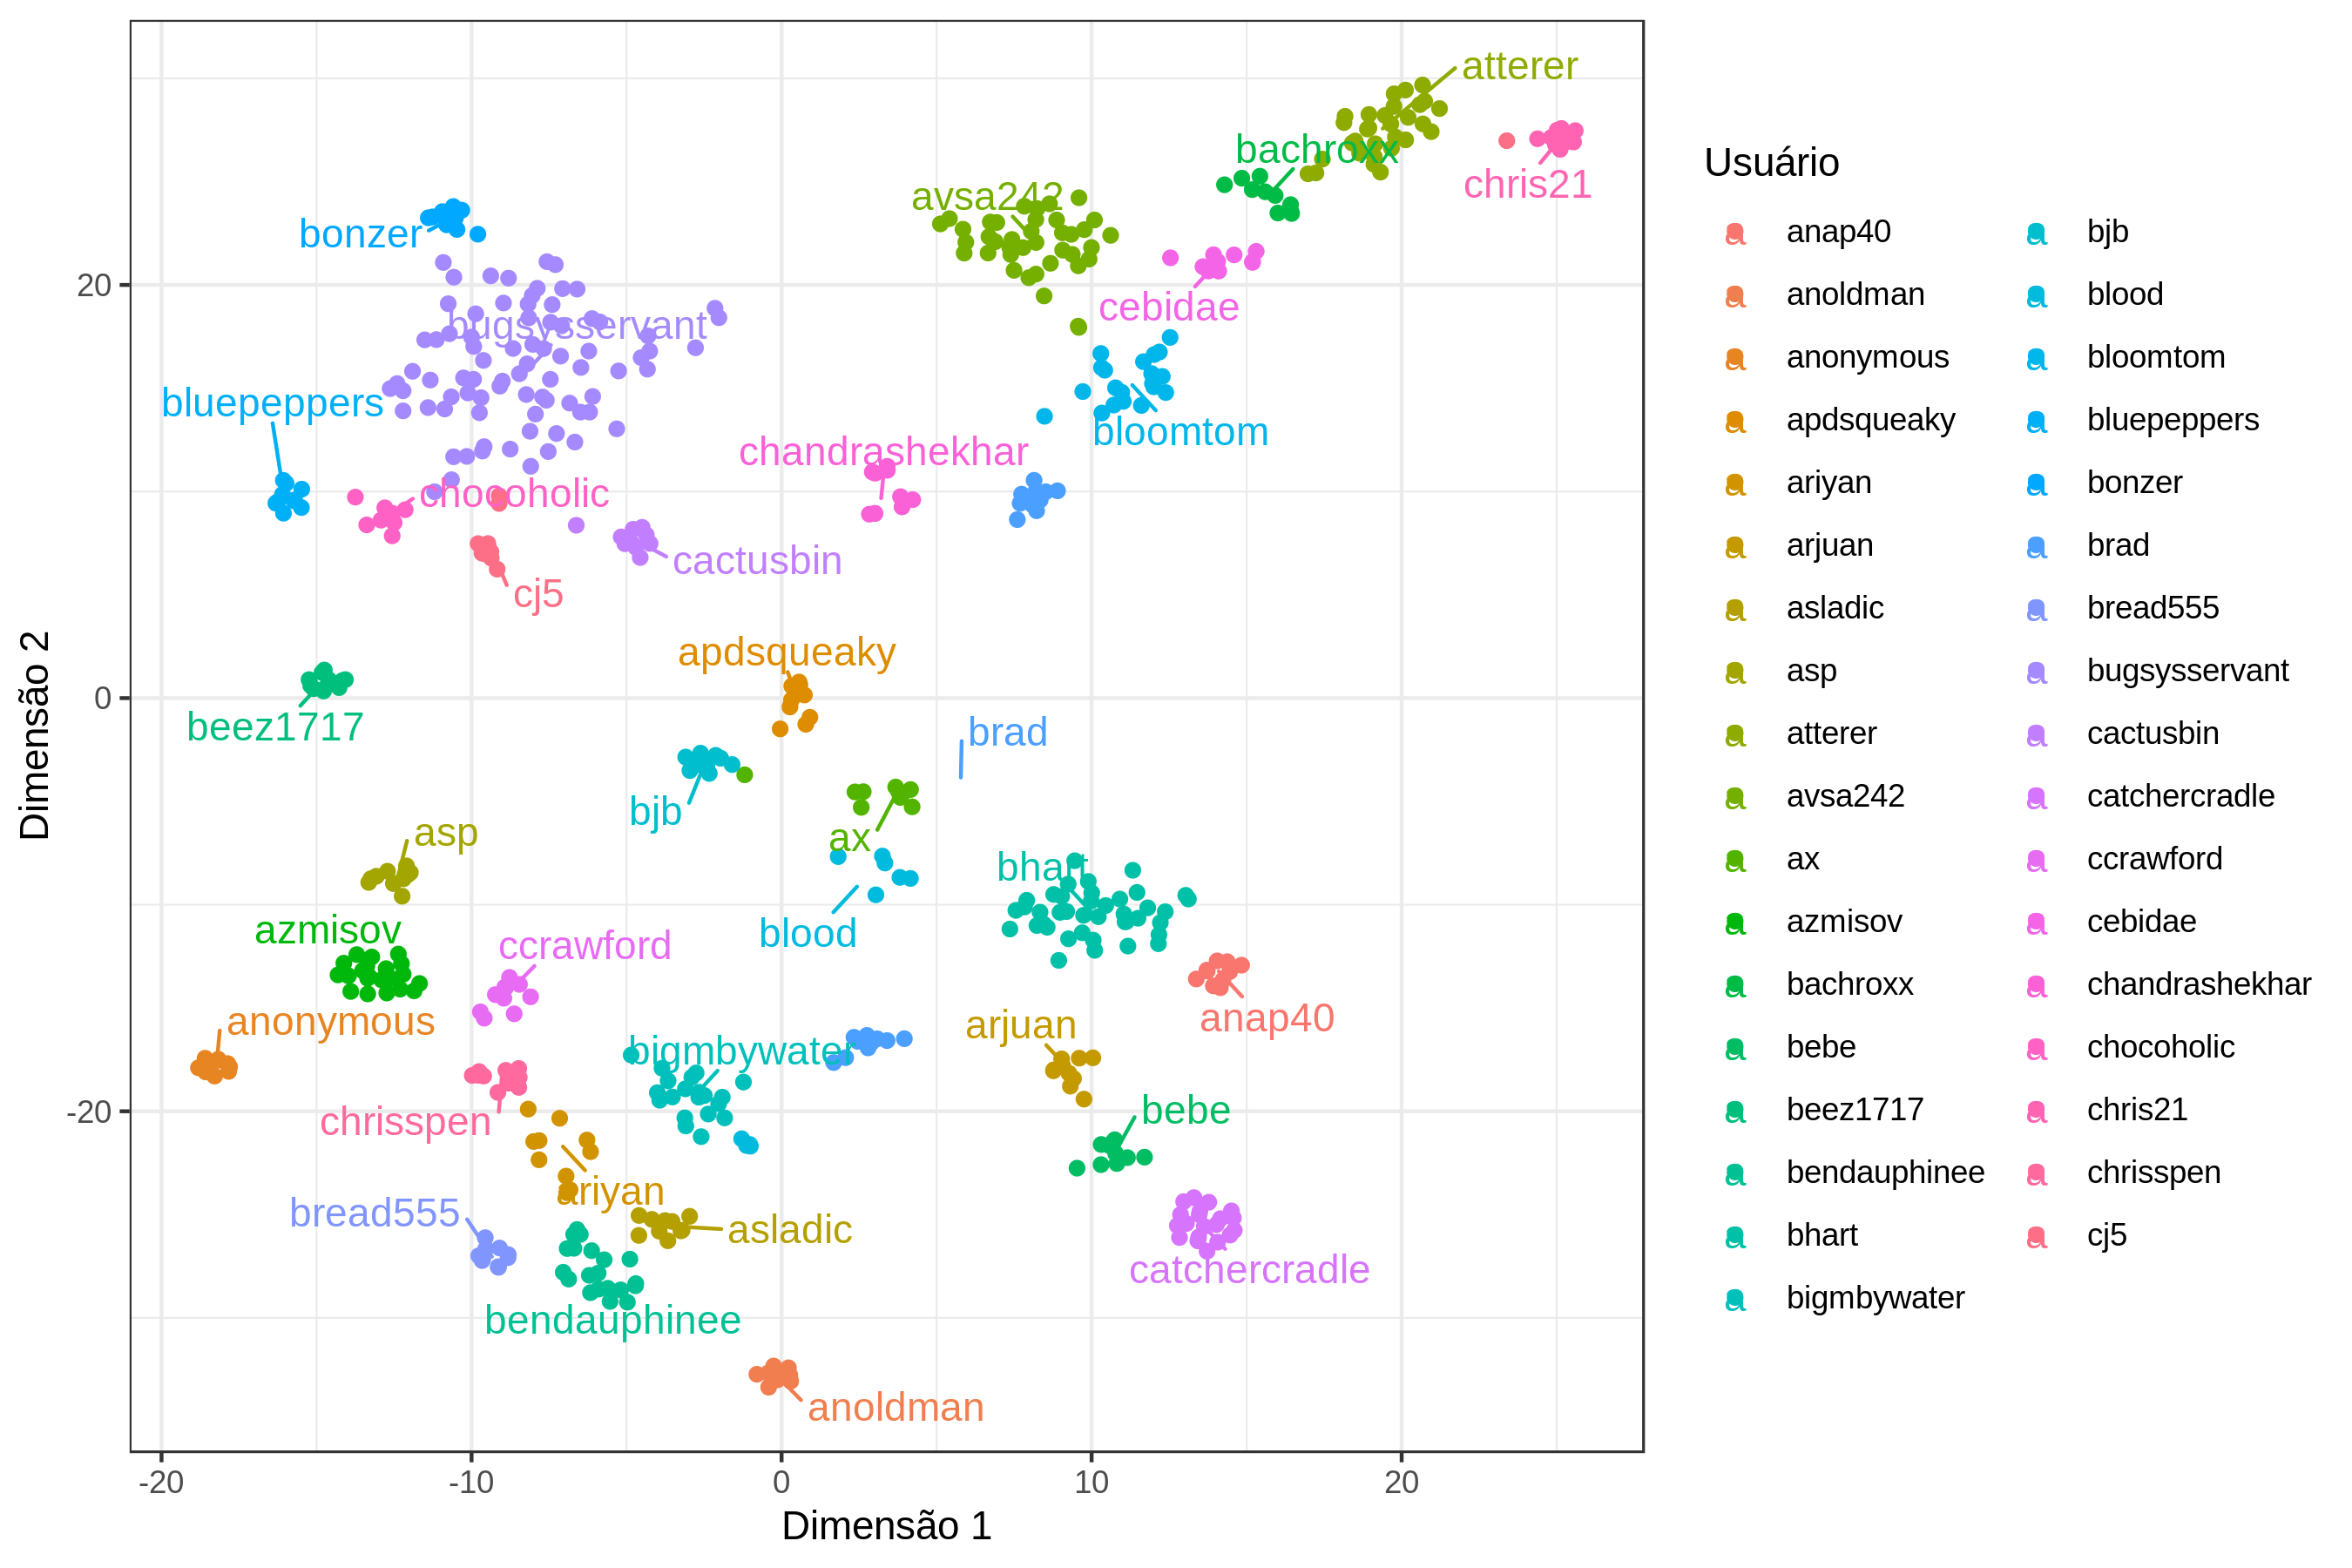 atterer
bachroxx
chris21
avsa242
bonzer
cebidae
bugsysservant
bluepeppers
bloomtom
chandrashekhar
chocoholic
cactusbin
cj5
apdsqueaky
beez1717
brad
bjb
asp
ax
bhart
azmisov
blood
ccrawford
anonymous
anap40
arjuan
bigmbywater
chrisspen
bebe
ariyan
bread555
asladic
catchercradle
bendauphinee
anoldman
20
0
-20
-20
-10
0
10
20
Dimensão 1
Dimensão 2
Usuário
a anap40
a anoldman
a anonymous
a apdsqueaky
a ariyan
a arjuan
a asladic
a asp
a atterer
a avsa242
a ax
a azmisov
a bachroxx
a bebe
a beez1717
a bendauphinee
a bhart
a bigmbywater
a bjb
a blood
a bloomtom
a bluepeppers
a bonzer
a brad
a bread555
a bugsysservant
a cactusbin
a catchercradle
a ccrawford
a cebidae
a chandrashekhar
a chocoholic
a chris21
a chrisspen
a cj5